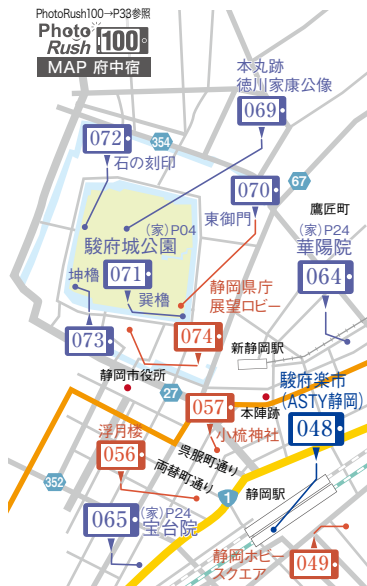 PhotoRush100→P33参照
Photo
Rush 100
MAP 府中宿
本丸跡
徳川家康公像
069
072
354
石の刻印
070
67
東御門
鷹匠町
(家)P24
華陽院
064
(家)P04
駿府城公園
坤櫓
071
巽櫓
静岡県庁
展望ロビー
073
074
新静岡駅
静岡市役所
27
057
本陣跡
小梳神社
駿府楽市
(ASTY静岡)
048
浮月楼
056
呉服町通り
両替町通り
352
1
静岡駅
065
(家)P24
宝台院
静岡ホビー
スクエア
049